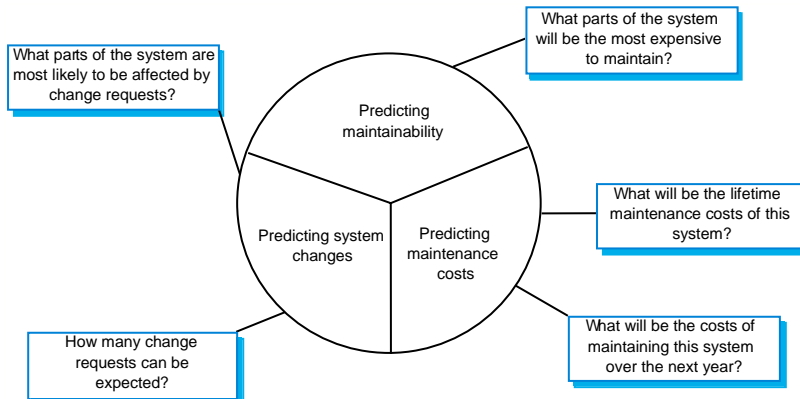 What parts of the system
will be the most expensive
to maintain?
What parts of the system are
most likely to be affected by
change requests?
Predicting
maintainability
What will be the lifetime
maintenance costs of this
system?
Predicting system
changes
Predicting
maintenance
costs
What will be the costs of
maintaining this system
over the next year?
How many change
requests can be
expected?